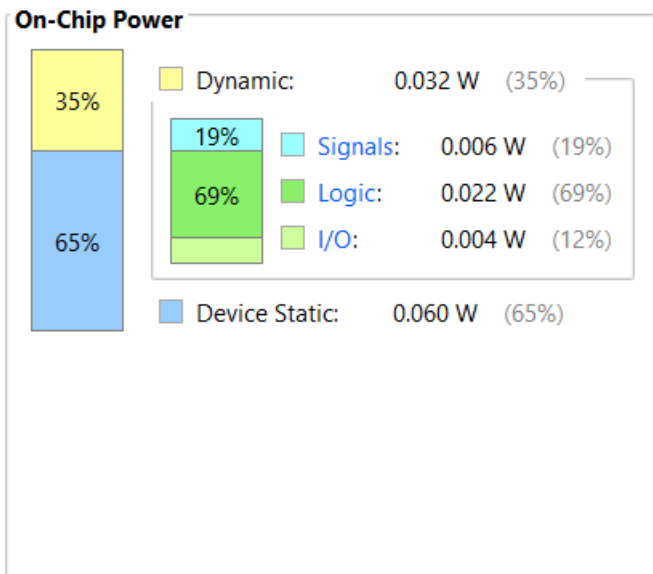 On-Chip Power
35%
65%
Dynamic: 0.032 W (35%)
19%
69%
Signals: 0.006 W (19%)
Logic: 0.022 W (69%)
I/O: 0.004 W (12%)
Device Static: 0.060 W (65%)